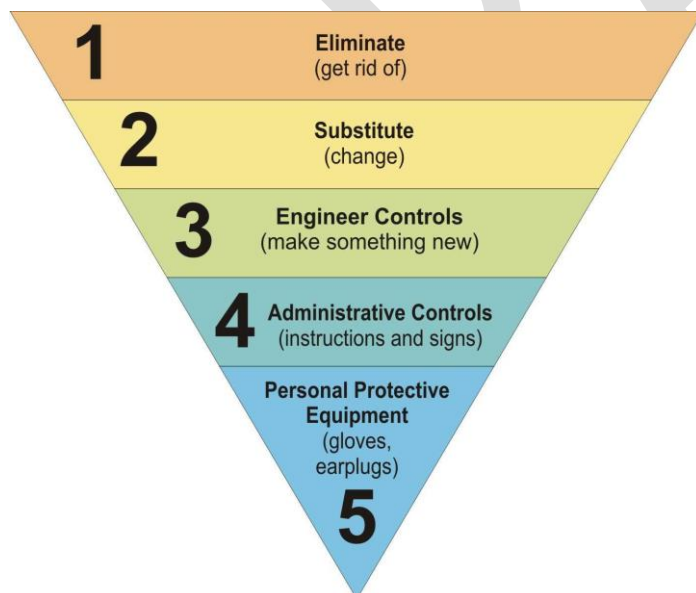 1
Eliminate
(get rid of)
2
Substitute
(change)
3
Engineer Controls
(make something new)
4
Administrative Controls
(instructions and signs)
Personal Protective
Equipment
(gloves,
earplugs)
5